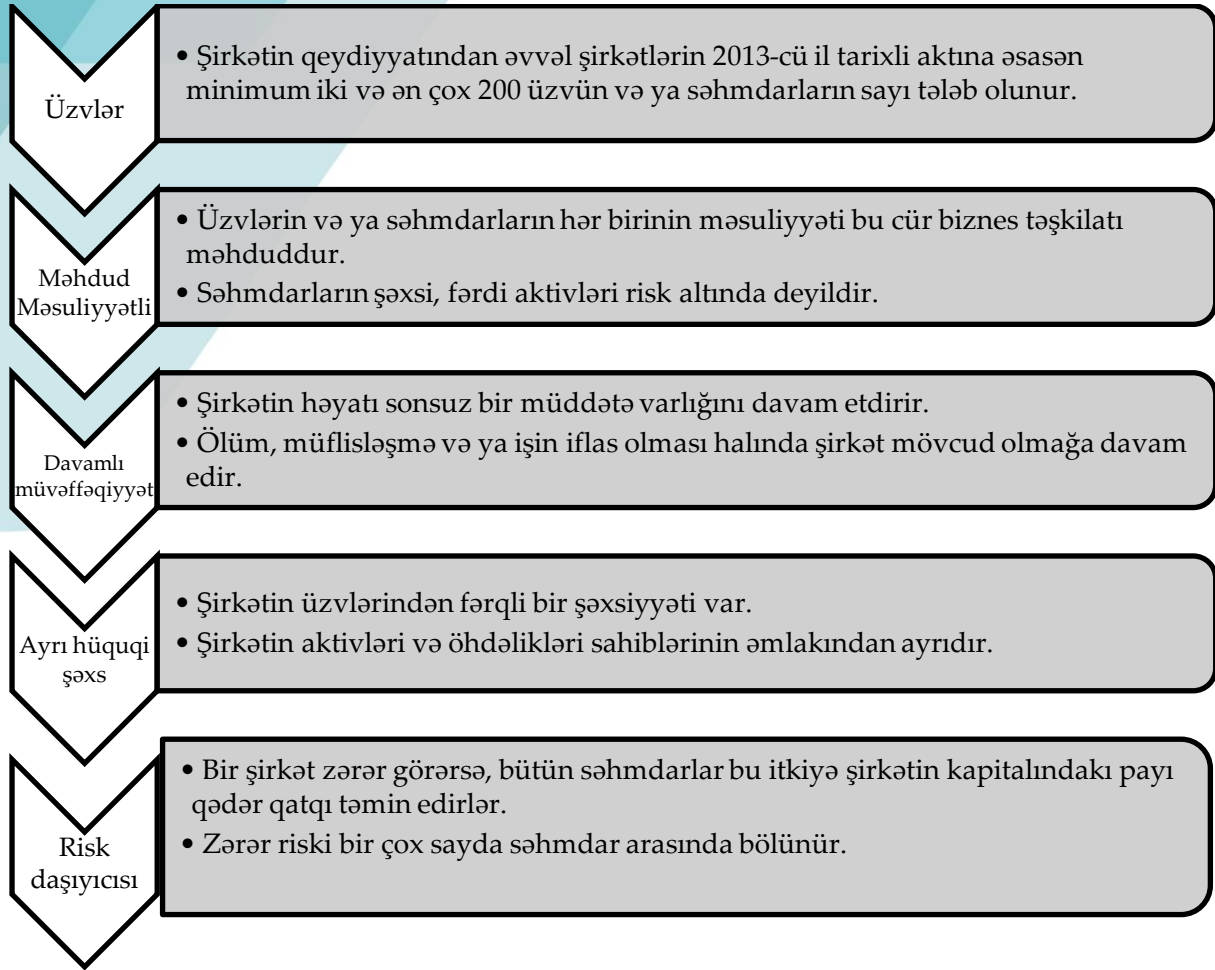 Üzvlər
• Şirkətin qeydiyyatından əvvəl şirkətlərin 2013-cü il tarixli aktına əsasən
minimum iki və ən çox 200 üzvün və ya səhmdarların sayı tələb olunur.
Məhdud
Məsuliyyətli
• Üzvlərin və ya səhmdarların hər birinin məsuliyyəti bu cür biznes təşkilatı
məhduddur.
• Səhmdarların şəxsi, fərdi aktivləri risk altında deyildir.
Davamlı
müvəffəqiyyət
• Şirkətin həyatı sonsuz bir müddətə varlığını davam etdirir.
• Ölüm, müflisləşmə və ya işin iflas olması halında şirkət mövcud olmağa davam
edir.
Ayrı hüquqi
şəxs
• Şirkətin üzvlərindən fərqli bir şəxsiyyəti var.
• Şirkətin aktivləri və öhdəlikləri sahiblərinin əmlakından ayrıdır.
Risk
daşıyıcısı
• Bir şirkət zərər görərsə, bütün səhmdarlar bu itkiyə şirkətin kapitalındakı payı
qədər qatqı təmin edirlər.
• Zərər riski bir çox sayda səhmdar arasında bölünür.